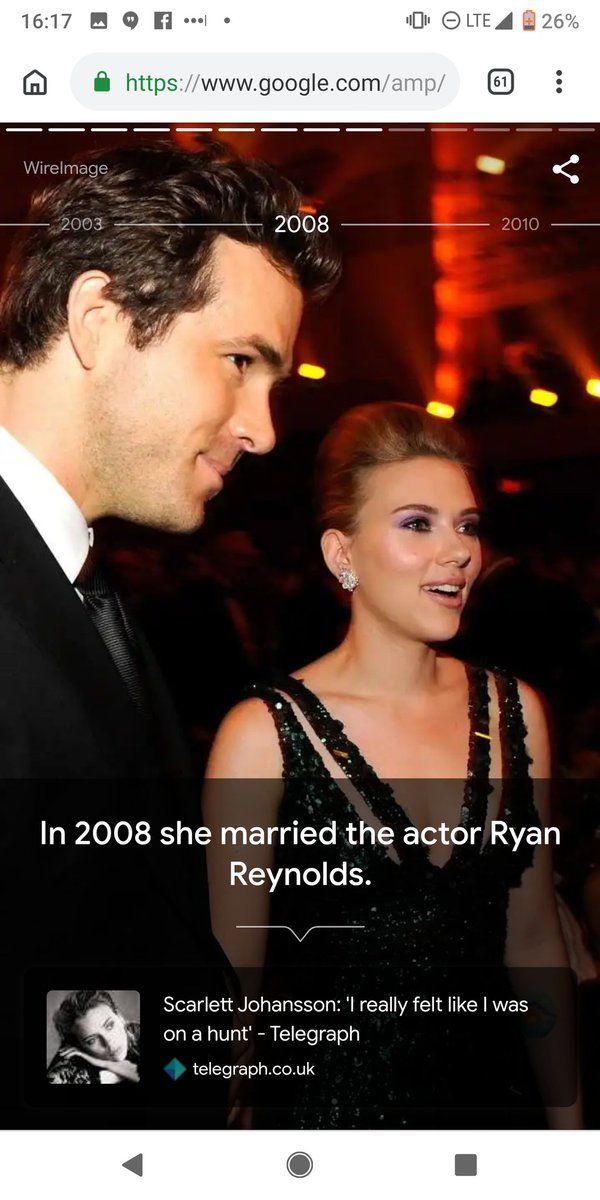 16:17
LTE 26%
https://www.google.com/amp/
61
WireImage
2003 2008 2010
In 2008 she married the actor Ryan
Reynolds.
Scarlett Johansson: 'I really felt like I was
on a hunt' - Telegraph
telegraph.co.uk